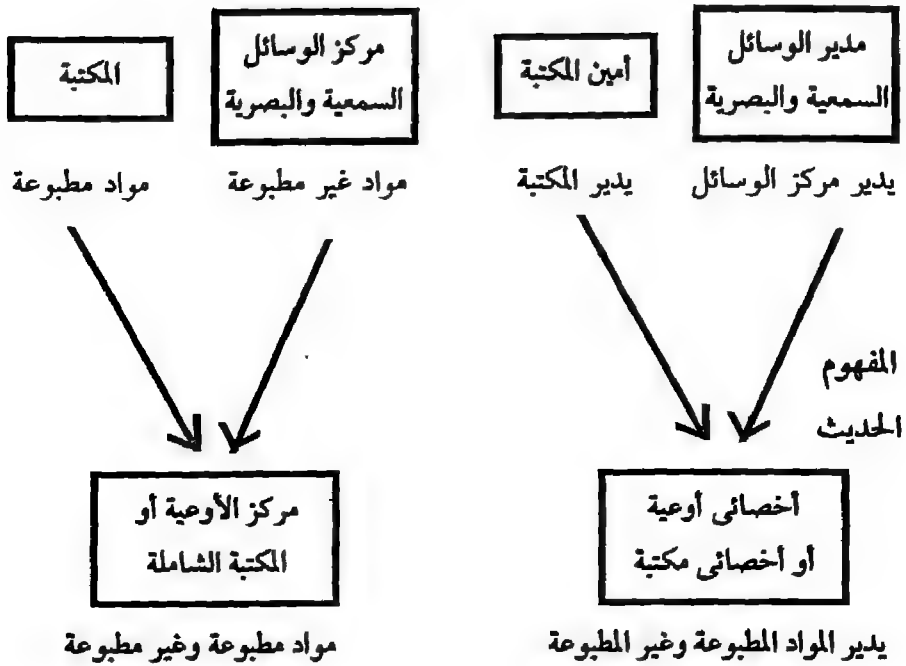 مدير الوسائل
السمعية والبصرية
أمين المكتبة
مركز الوسائل
السمعية والبصرية
المكتبة
يدير مركز الوسائل
يدير المكتبة
مواد غير مطبوعة
مواد مطبوعة
المفهوم
الحديث
أخصائى أوعية
أو أخصائى مكتبة
مركز الأوعية أو
المكتبة الشاملة
يدير المواد المطبوعة وغير المطبوعة
مواد مطبوعة وغير مطبوعة